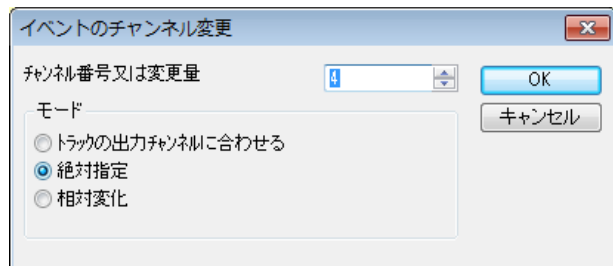 イベントのチャンネル変更
チャンネル番号又は変更量
4
OK
モード
キャンセル
トラックの出力チャンネルに合わせる
絶対指定
相対変化